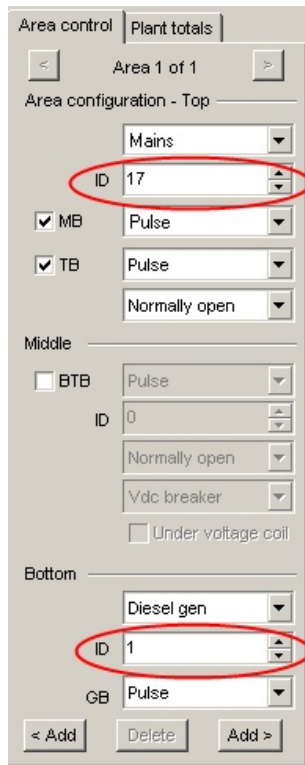 Area control Plant totals
< Area 1 of 1 >
Area configuration - Top
Mains
ID 17
MB Pulse
TB Pulse
Normally open
Middle
BTB Pulse
ID 0
Normally open
Vdc breaker
Under voltage coil
Bottom
Diesel gen
ID 1
GB Pulse
< Add Delete Add >